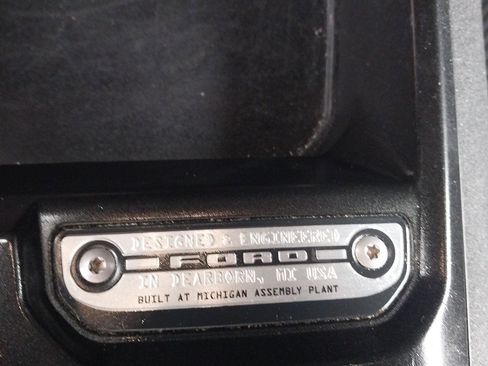 DESIGNED & ENGINEERED
FORD
IN DEARBORN, MI USA
BUILT AT MICHIGAN ASSEMBLY PLANT